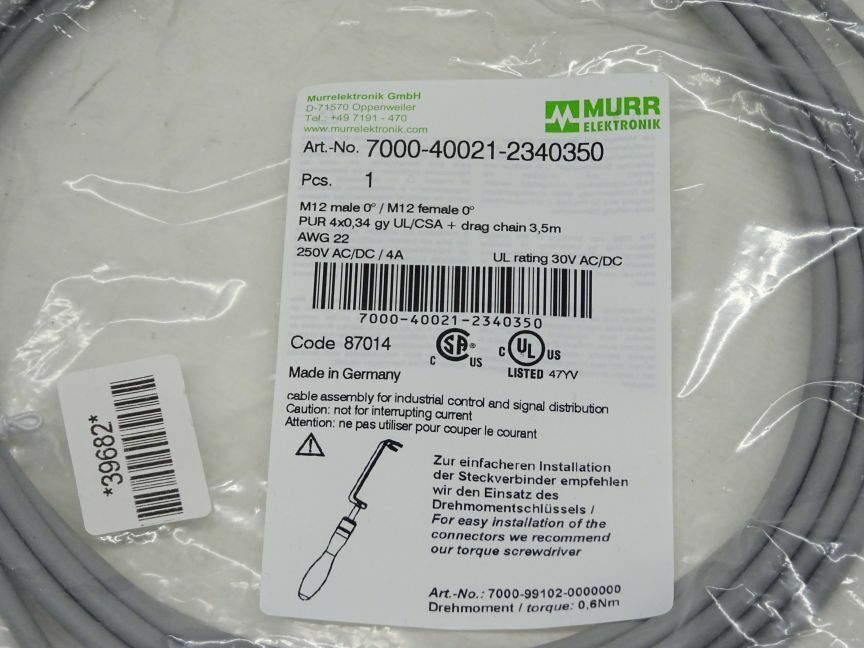 Murrelektronik GmbH
D-71570 Oppenweiler
Tel.: +49 7191 - 470
www.murrelektronik.com
MURR
ELEKTRONIK
Art.-No. 7000-40021-2340350
Pcs. 1
M12 male 0° / M12 female 0°
PUR 4x0,34 gy UL/CSA + drag chain 3,5m
AWG 22
250V AC/DC / 4A UL rating 30V AC/DC
7000-40021-2340350
Code 87014
C SA® US
C UL US
LISTED 47YV
Made in Germany
cable assembly for industrial control and signal distribution
Caution: not for interrupting current
Attention: ne pas utiliser pour couper le courant
Zur einfacheren Installation
der Steckverbinder empfehlen
wir den Einsatz des
Drehmomentschlüssels /
For easy installation of the
connectors we recommend
our torque screwdriver
Art.-No.: 7000-99102-0000000
Drehmoment / torque: 0,6Nm
*39682*